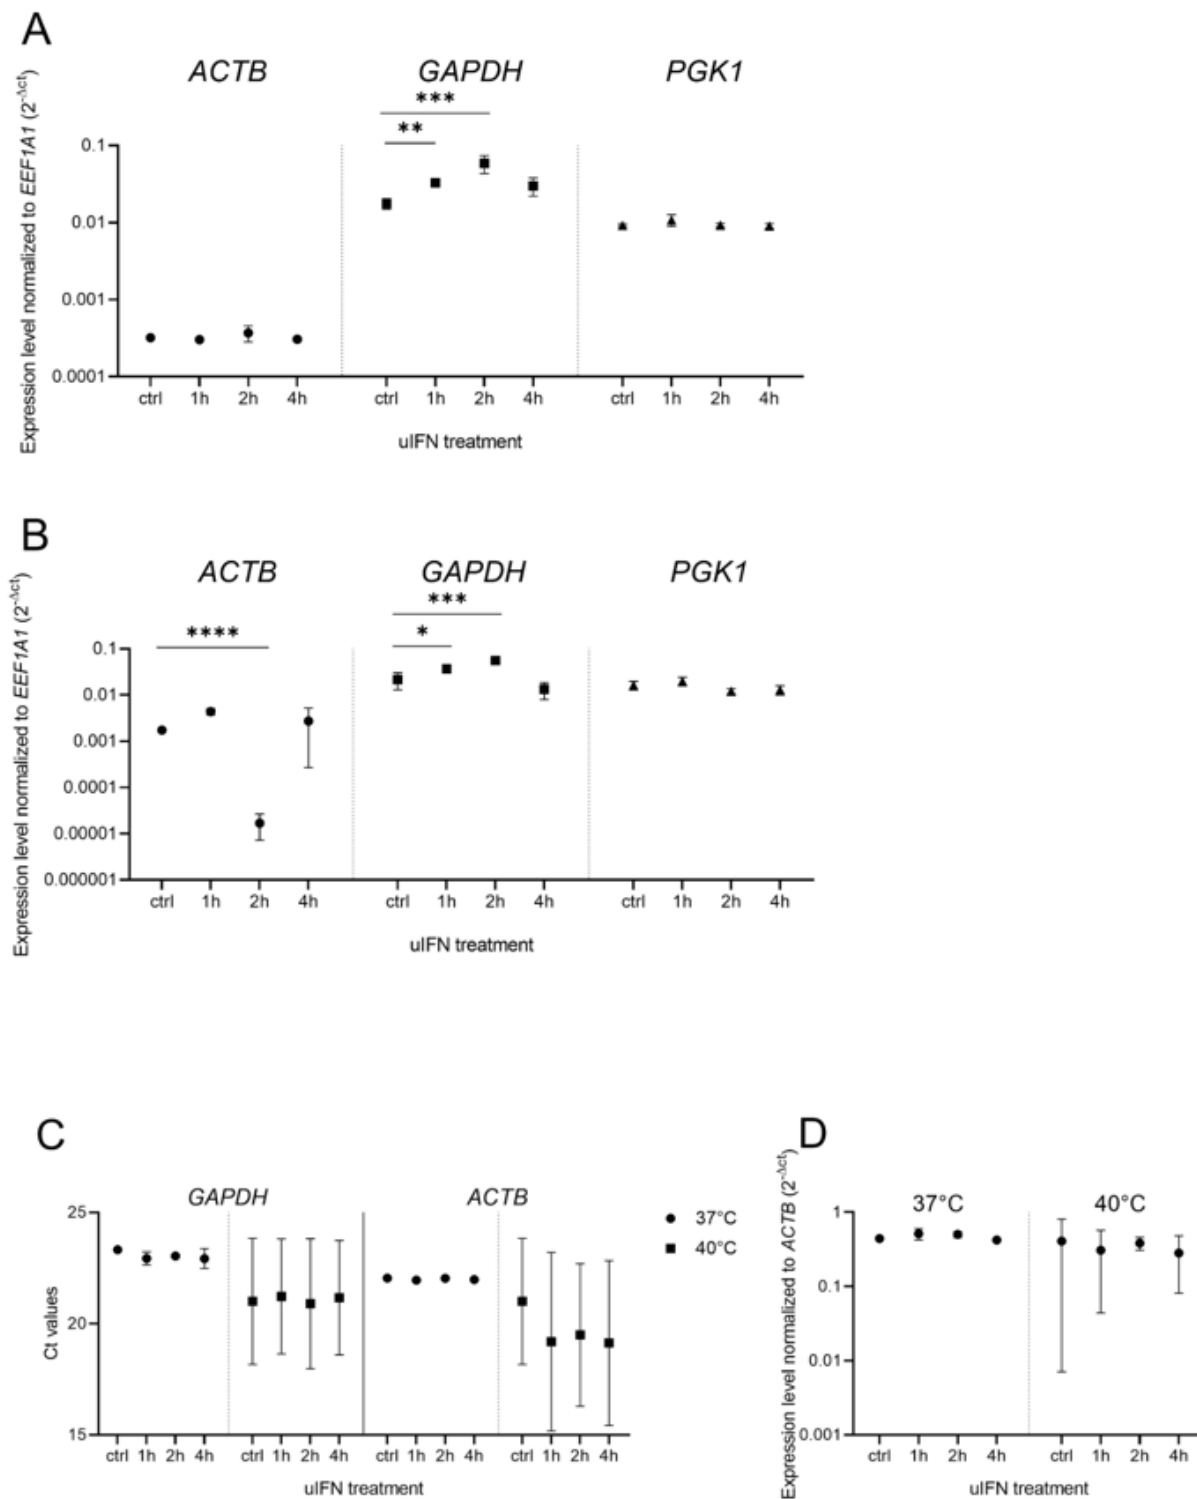 A
ACTB GAPDH PGK1
Expression level normalized to EEF1A1 (2^-Δct)
***
**
0.1
0.01
0.001
0.0001
ctrl 1h 2h 4h ctrl 1h 2h 4h ctrl 1h 2h 4h
uIFN treatment
B
ACTB GAPDH PGK1
Expression level normalized to EEF1A1 (2^-Δct)
***
**** *
0.1
0.01
0.001
0.0001
0.00001
0.000001
ctrl 1h 2h 4h ctrl 1h 2h 4h ctrl 1h 2h 4h
uIFN treatment
C
GAPDH ACTB
Ct values
25
20
15
37°C
40°C
ctrl 1h 2h 4h ctrl 1h 2h 4h ctrl 1h 2h 4h ctrl 1h 2h 4h
uIFN treatment
D
Expression level normalized to ACTB (2^-Δct)
37°C 40°C
1
0.1
0.01
0.001
ctrl 1h 2h 4h ctrl 1h 2h 4h
uIFN treatment